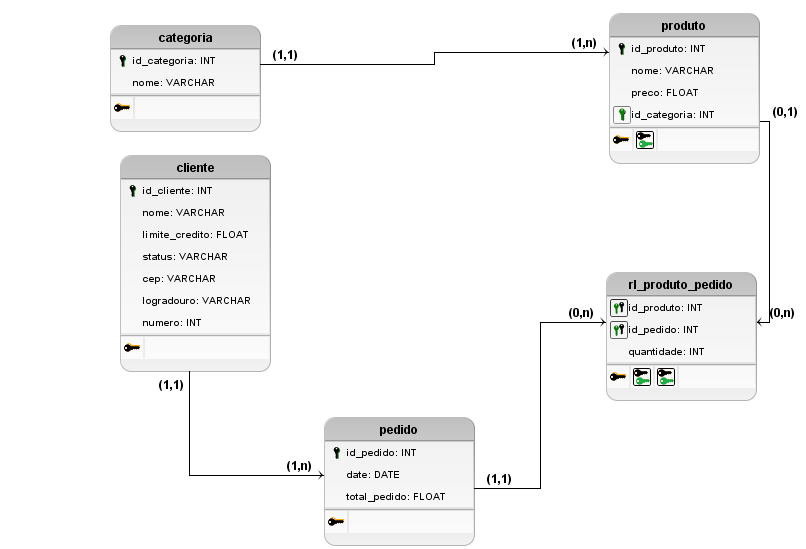 categoria
id_categoria: INT
nome: VARCHAR
(1,1)
(1,n)
produto
id_produto: INT
nome: VARCHAR
preco: FLOAT
id_categoria: INT
(0,1)
cliente
id_cliente: INT
nome: VARCHAR
limite_credito: FLOAT
status: VARCHAR
cep: VARCHAR
logradouro: VARCHAR
numero: INT
(1,1)
(1,n)
rl_produto_pedido
id_produto: INT
id_pedido: INT
quantidade: INT
(0,n)
(0,n)
pedido
id_pedido: INT
date: DATE
total_pedido: FLOAT
(1,1)